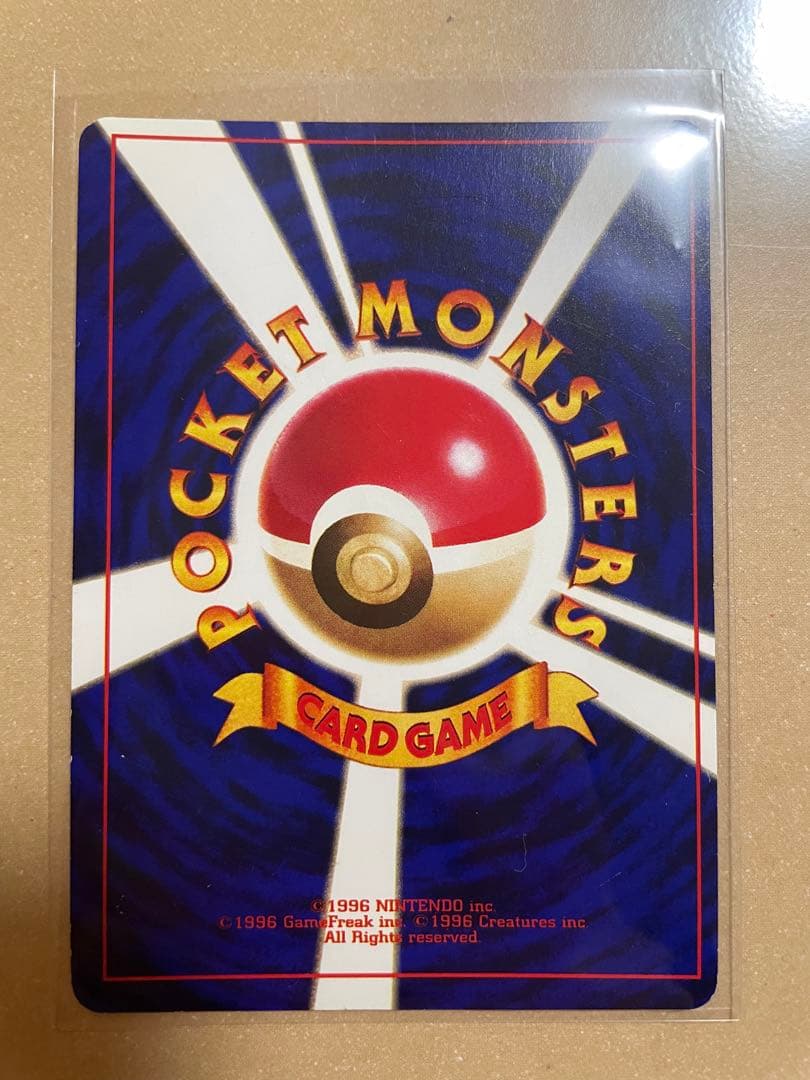 POCKET MONSTERS
CARD GAME
©1996 NINTENDO inc.
©1996 GameFreak inc. ©1996 Creatures inc.
All Rights reserved.